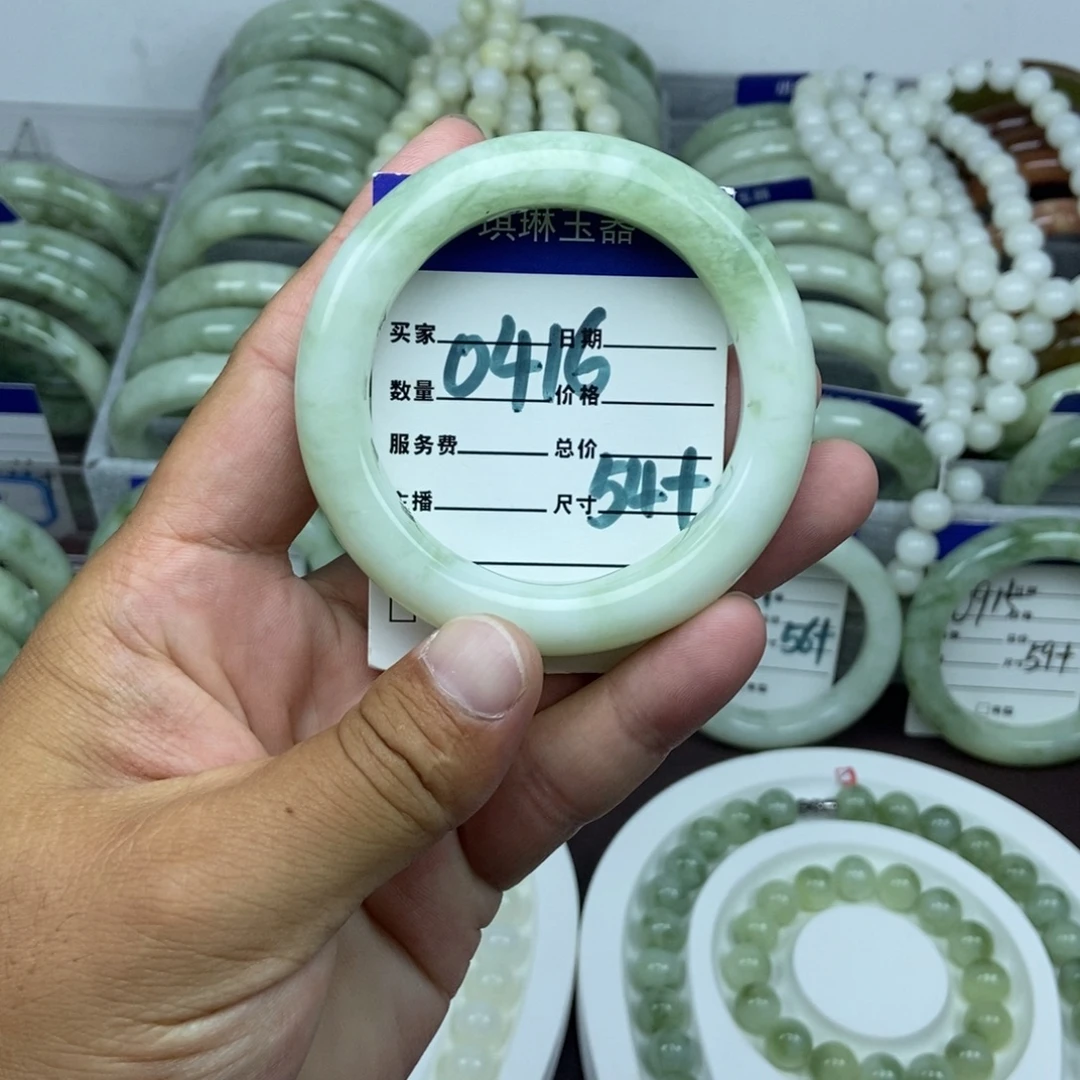 琪琳玉器
买家 0416 日期
数量 价格
服务费 总价
主播 尺寸 54+
56+
0915
59+